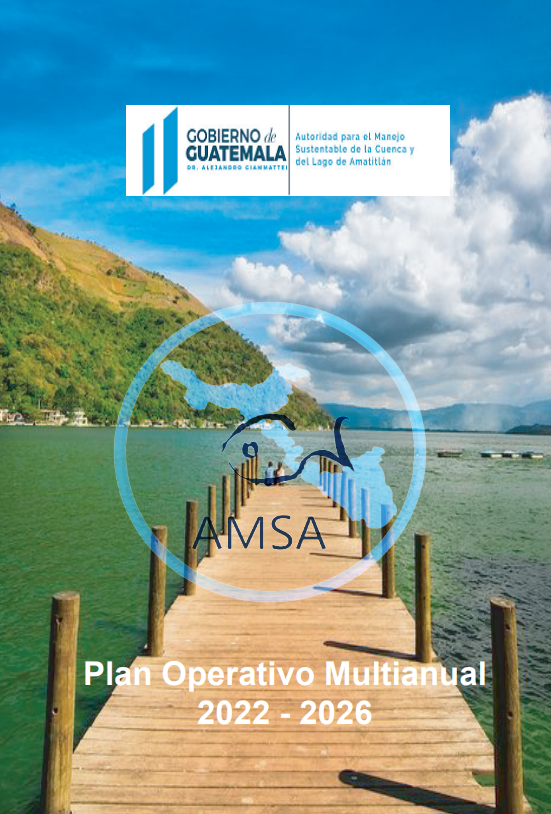 GOBIERNO de
GUATEMALA
DR. ALEJANDRO GIAMMATTEI
Autoridad para el Manejo
Sustentable de la Cuenca y
del Lago de Amatitlán
AMSA
Plan Operativo Multianual
2022 - 2026